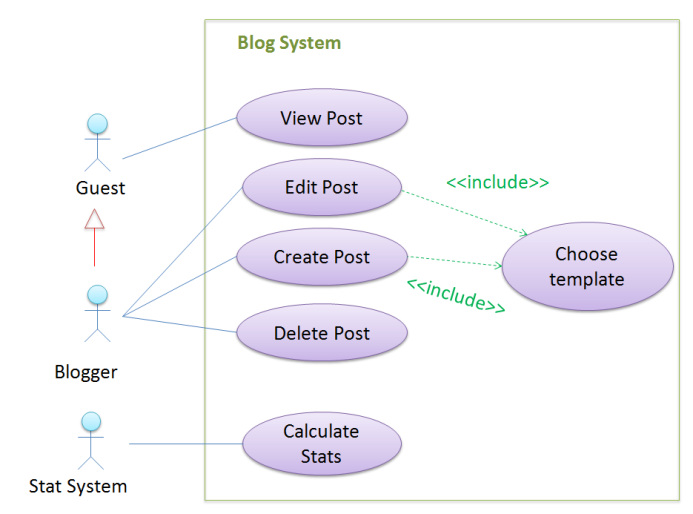 Blog System
View Post
Guest
Edit Post
<<include>>
Create Post
Choose
template
<<include>>
Delete Post
Blogger
Calculate
Stats
Stat System